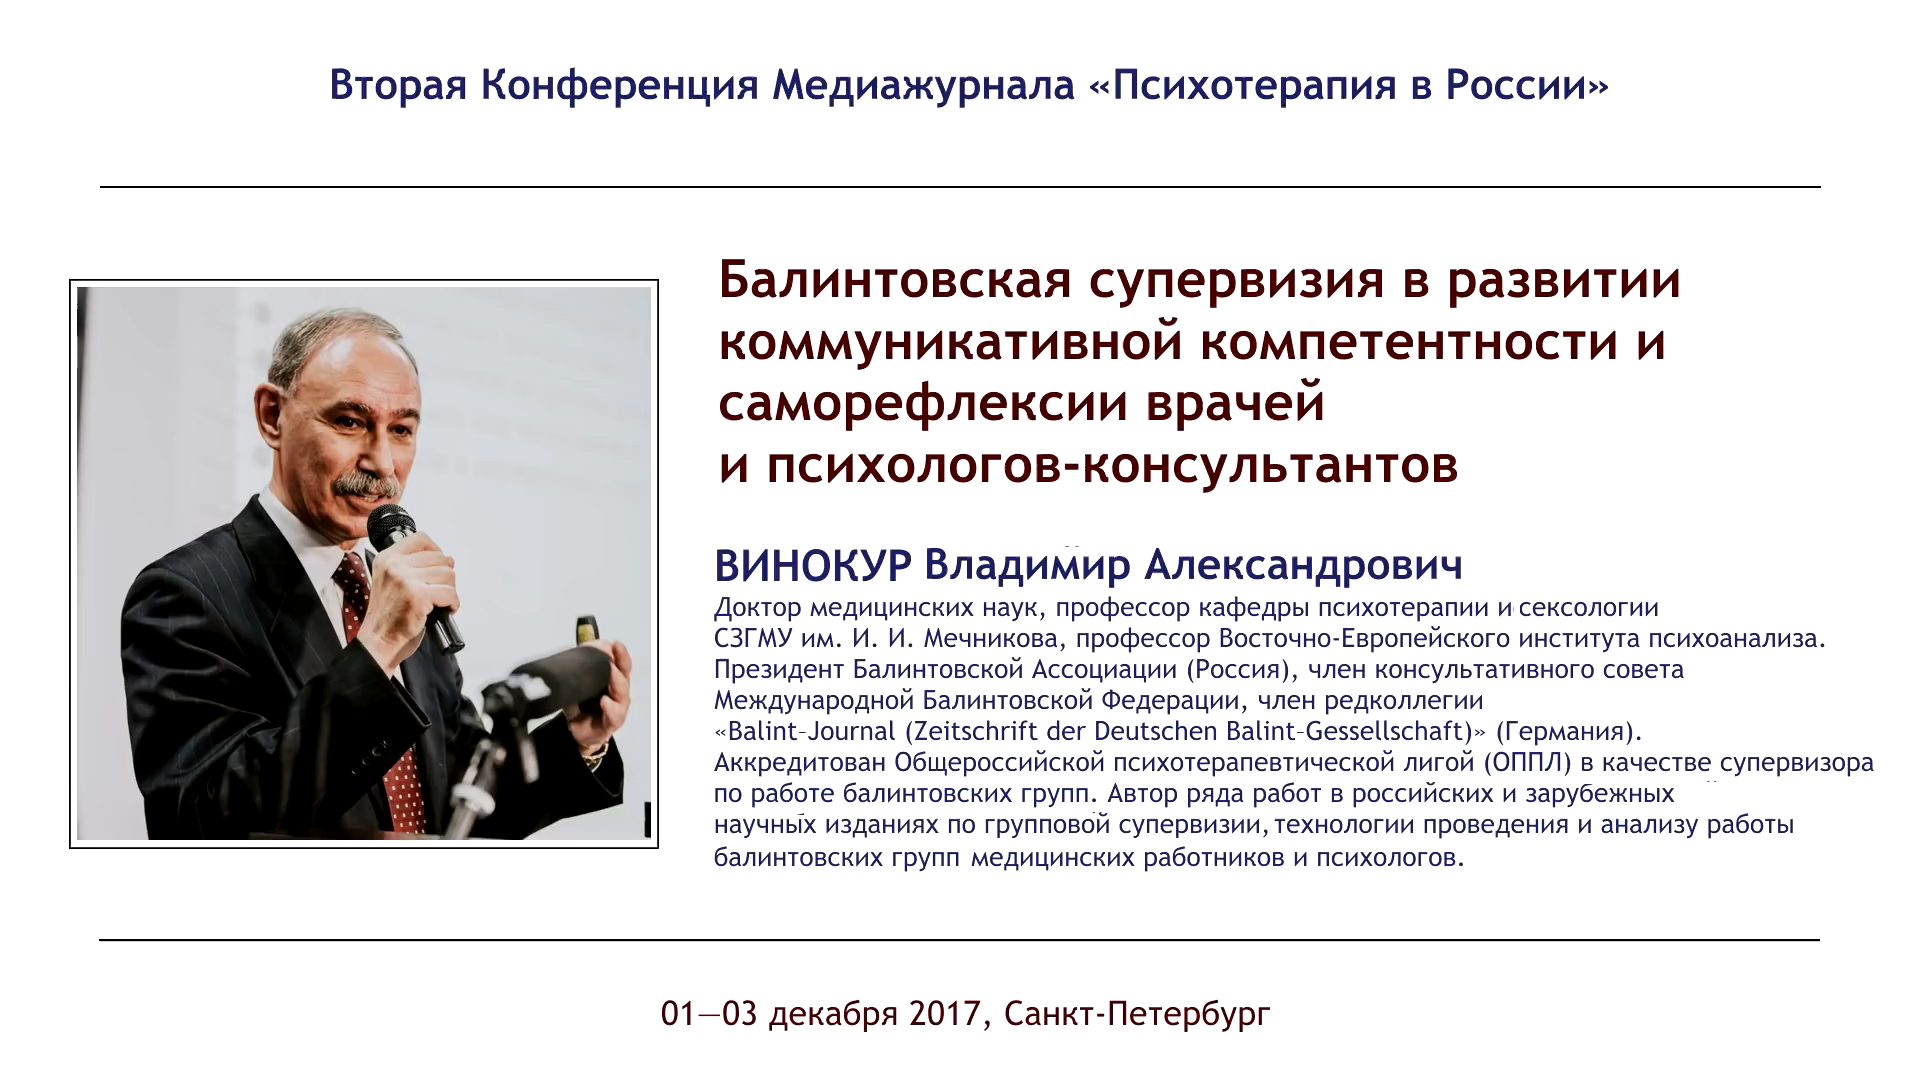 Вторая Конференция Медиажурнала «Психотерапия в России»
Балинтовская супервизия в развитии
коммуникативной компетентности и
саморефлексии врачей
и психологов-консультантов
ВИНОКУР Владимир Александрович
Доктор медицинских наук, профессор кафедры психотерапии и сексологии
СЗГМУ им. И. И. Мечникова, профессор Восточно-Европейского института психоанализа.
Президент Балинтовской Ассоциации (Россия), член консультативного совета
Международной Балинтовской Федерации, член редколлегии
«Balint-Journal (Zeitschrift der Deutschen Balint-Gessellschaft)» (Германия).
Аккредитован Общероссийской психотерапевтической лигой (ОППЛ) в качестве супервизора
по работе балинтовских групп. Автор ряда работ в российских и зарубежных
научных изданиях по групповой супервизии, технологии проведения и анализу работы
балинтовских групп медицинских работников и психологов.
01—03 декабря 2017, Санкт-Петербург